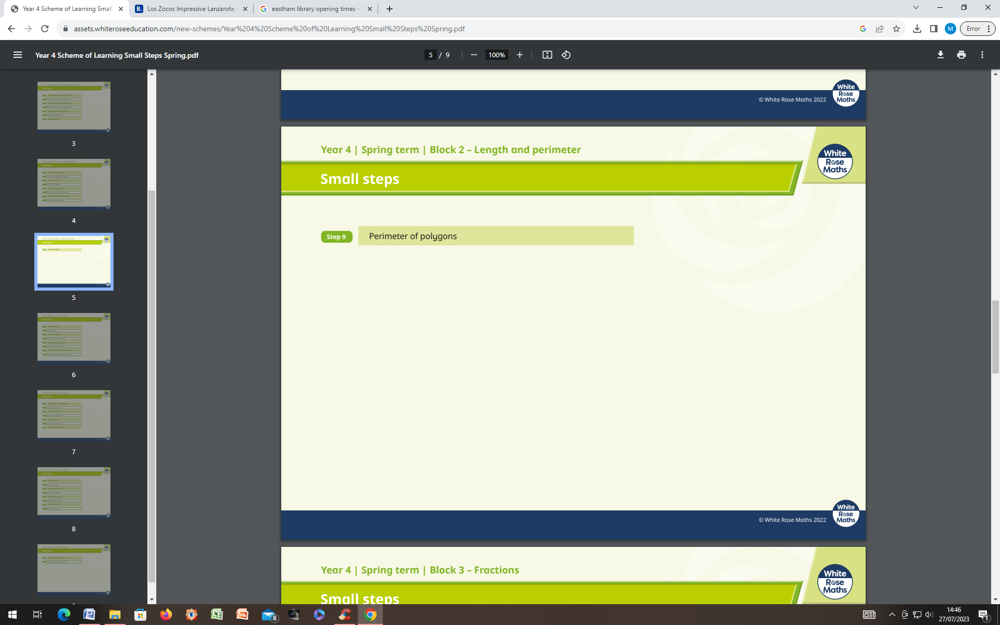 Year 4 Scheme of Learning Small
Los Zocos Impressive Lanzarote,
eastham library opening times -
assets.whiteroseeducation.com/new-schemes/Year%204%20Scheme%20of%20Learning%20Small%20Steps%20Spring.pdf
M
Error
Year 4 Scheme of Learning Small Steps Spring.pdf
5 / 9
100%
3
4
5
6
7
8
© White Rose Maths 2022
White
Rose
Maths
Year 4 | Spring term | Block 2 – Length and perimeter
Small steps
White
Rose
Maths
Step 9 Perimeter of polygons
© White Rose Maths 2022
White
Rose
Maths
Year 4 | Spring term | Block 3 – Fractions
Small steps
White
Rose
Maths
8
14:46
27/07/2023
1